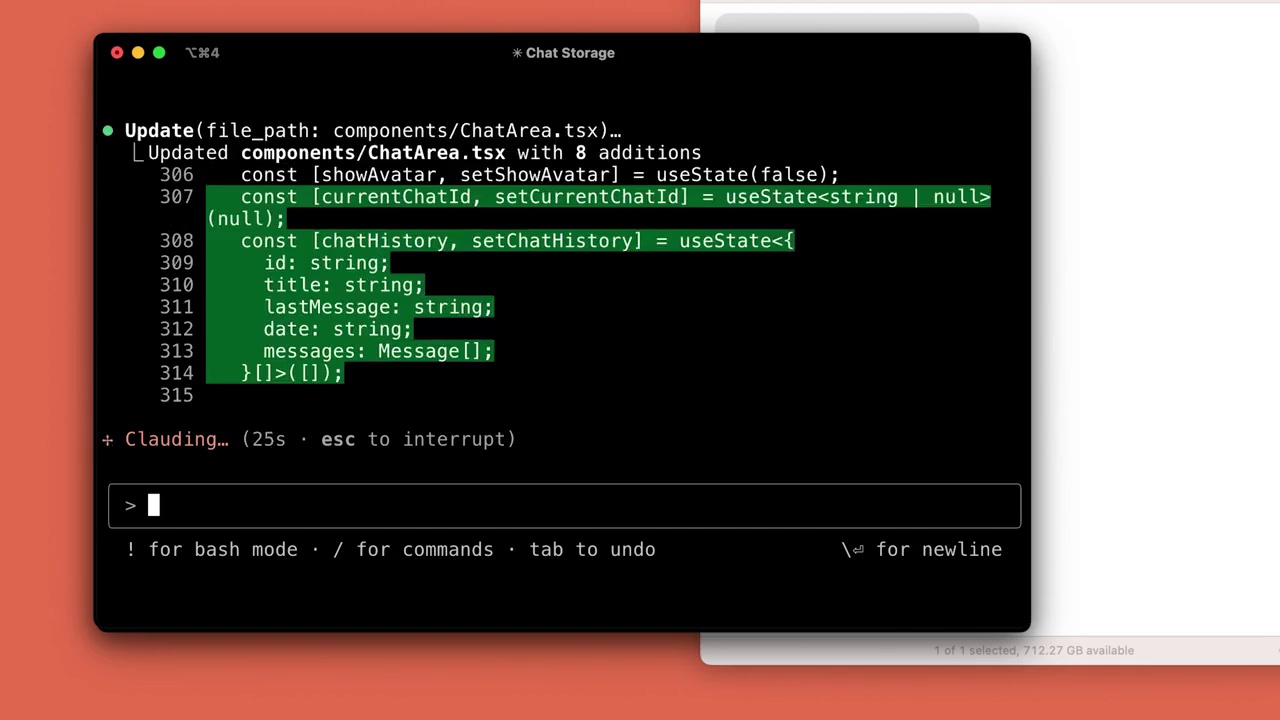 ⌥⌘4
✳ Chat Storage
● Update(file_path: components/ChatArea.tsx)…
⎿ Updated components/ChatArea.tsx with 8 additions
306 const [showAvatar, setShowAvatar] = useState(false);
307 const [currentChatId, setCurrentChatId] = useState<string | null>
(null);
308 const [chatHistory, setChatHistory] = useState<{
309 id: string;
310 title: string;
311 lastMessage: string;
312 date: string;
313 messages: Message[];
314 }[]>([]);
315
✢ Clauding… (25s · esc to interrupt)
>
! for bash mode · / for commands · tab to undo
\⏎ for newline
1 of 1 selected, 712.27 GB available